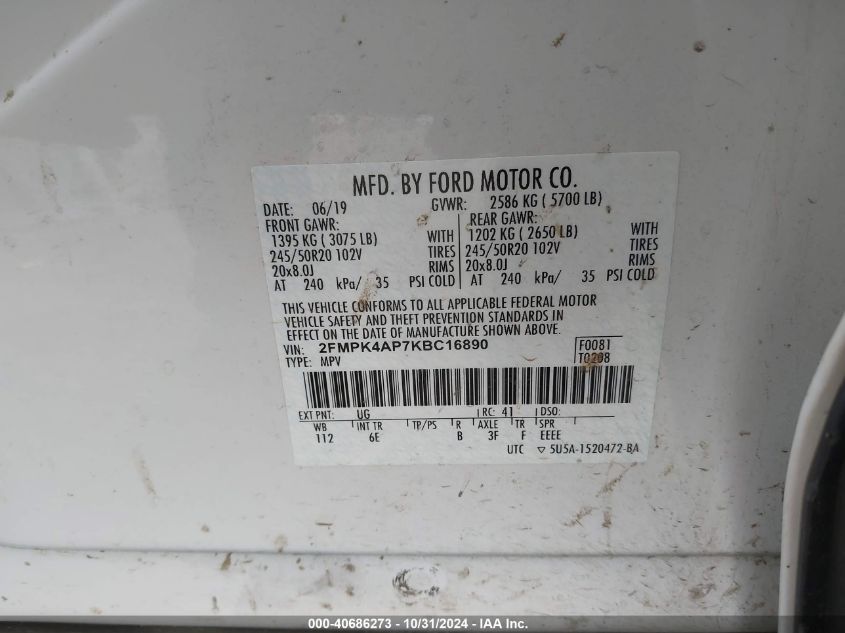 MFD. BY FORD MOTOR CO.
DATE: 06/19 GVWR: 2586 KG ( 5700 LB)
FRONT GAWR: REAR GAWR:
1395 KG ( 3075 LB) WITH 1202 KG ( 2650 LB) WITH
245/50R20 102V TIRES 245/50R20 102V TIRES
20x8.0J RIMS 20x8.0J RIMS
AT 240 kPa/ 35 PSI COLD AT 240 kPa/ 35 PSI COLD
THIS VEHICLE CONFORMS TO ALL APPLICABLE FEDERAL MOTOR
VEHICLE SAFETY AND THEFT PREVENTION STANDARDS IN
EFFECT ON THE DATE OF MANUFACTURE SHOWN ABOVE.
VIN: 2FMPK4AP7KBC16890 F0081
TYPE: MPV T0208
EXT PNT: UG RC: 41 DSO:
WB INT TR TP/PS R AXLE TR SPR
112 6E B 3F F EEEE
UTC ▽ 5U5A-1520472-BA
000-40686273 - 10/31/2024 - IAA Inc.